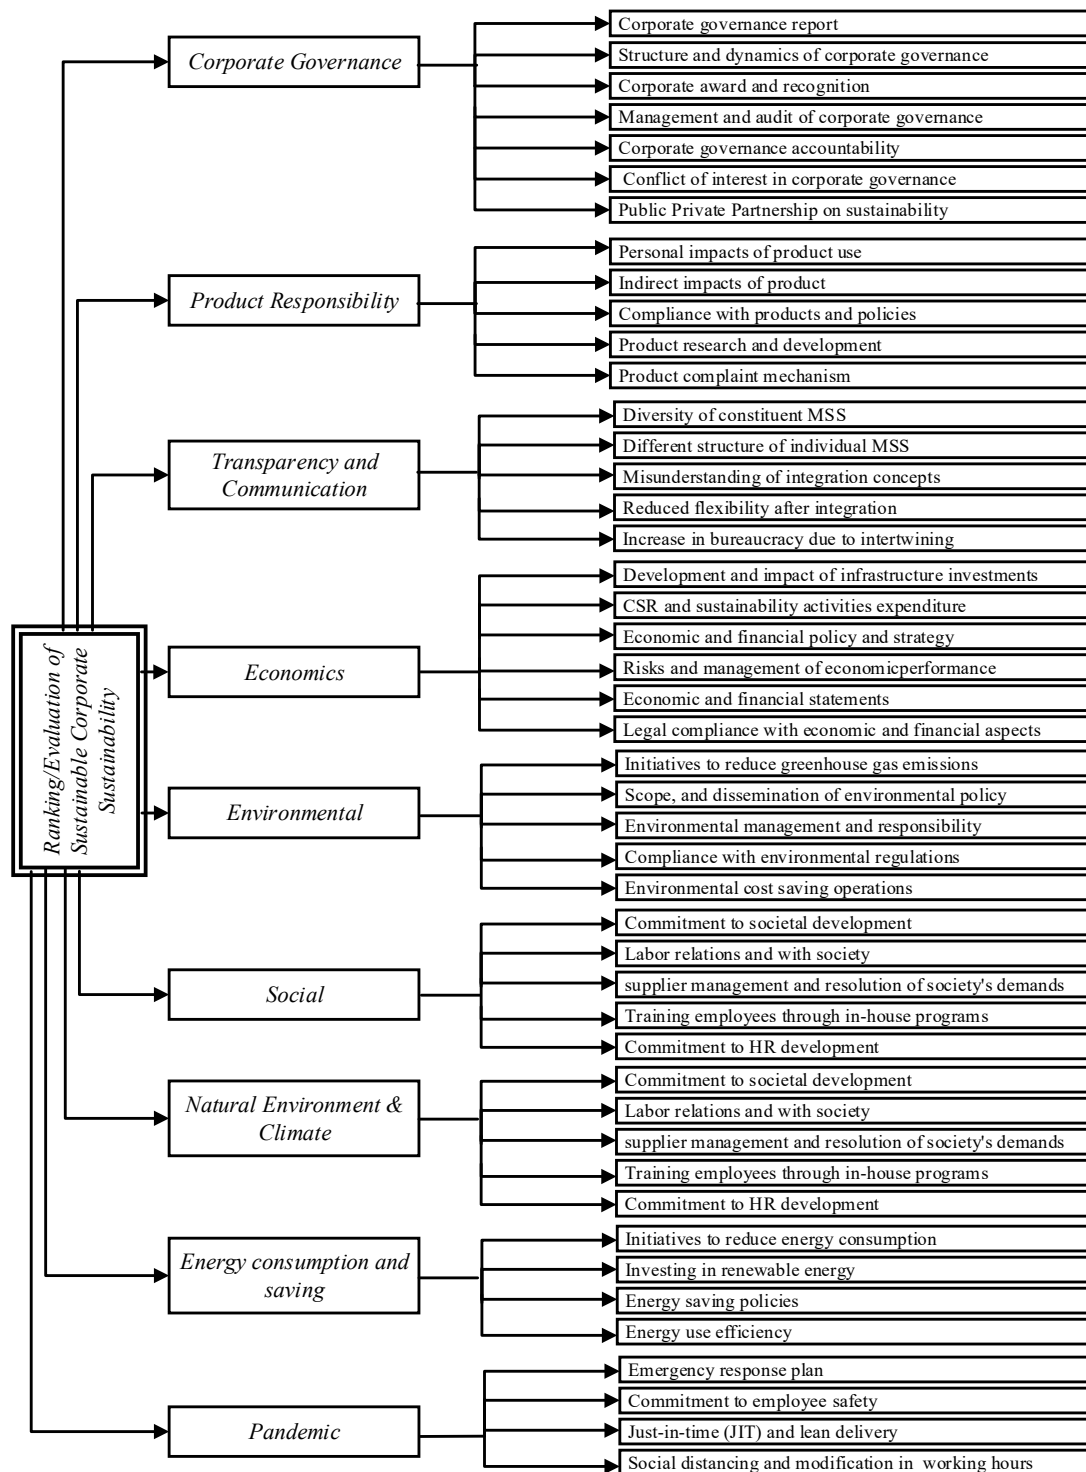 Ranking/Evaluation of
Sustainable Corporate
Sustainability
Corporate Governance
Corporate governance report
Structure and dynamics of corporate governance
Corporate award and recognition
Management and audit of corporate governance
Corporate governance accountability
Conflict of interest in corporate governance
Public Private Partnership on sustainability
Product Responsibility
Personal impacts of product use
Indirect impacts of product
Compliance with products and policies
Product research and development
Product complaint mechanism
Transparency and
Communication
Diversity of constituent MSS
Different structure of individual MSS
Misunderstanding of integration concepts
Reduced flexibility after integration
Increase in bureaucracy due to intertwining
Economics
Development and impact of infrastructure investments
CSR and sustainability activities expenditure
Economic and financial policy and strategy
Risks and management of economicperformance
Economic and financial statements
Legal compliance with economic and financial aspects
Environmental
Initiatives to reduce greenhouse gas emissions
Scope, and dissemination of environmental policy
Environmental management and responsibility
Compliance with environmental regulations
Environmental cost saving operations
Social
Commitment to societal development
Labor relations and with society
supplier management and resolution of society's demands
Training employees through in-house programs
Commitment to HR development
Natural Environment &
Climate
Commitment to societal development
Labor relations and with society
supplier management and resolution of society's demands
Training employees through in-house programs
Commitment to HR development
Energy consumption and
saving
Initiatives to reduce energy consumption
Investing in renewable energy
Energy saving policies
Energy use efficiency
Pandemic
Emergency response plan
Commitment to employee safety
Just-in-time (JIT) and lean delivery
Social distancing and modification in working hours